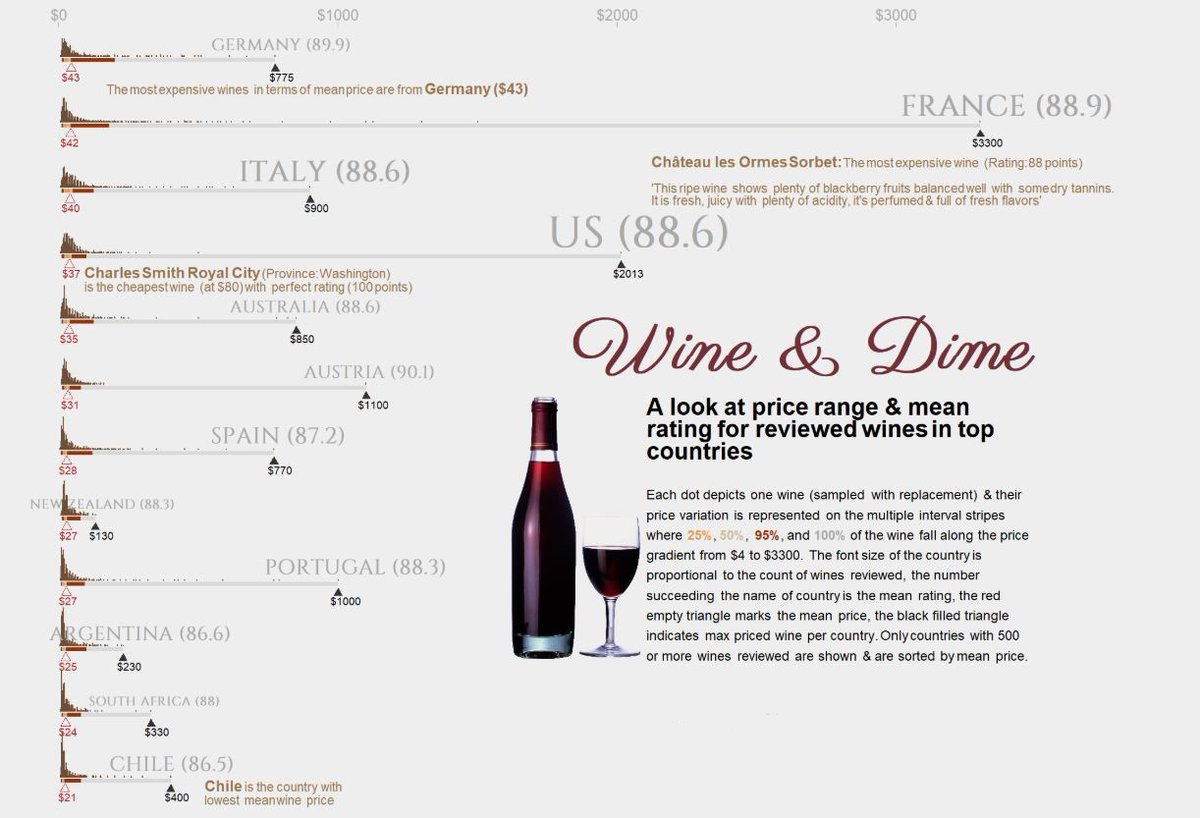 $0 $1000 $2000 $3000
GERMANY (89.9)
$43 $775
The most expensive wines in terms of mean price are from Germany ($43)
FRANCE (88.9)
$42 $3300
Château les Ormes Sorbet: The most expensive wine (Rating: 88 points)
'This ripe wine shows plenty of blackberry fruits balanced well with some dry tannins.
It is fresh, juicy with plenty of acidity, it's perfumed & full of fresh flavors'
ITALY (88.6)
$40 $900
US (88.6)
$37 $2013
Charles Smith Royal City (Province: Washington)
is the cheapest wine (at $80) with perfect rating (100 points)
AUSTRALIA (88.6)
$35 $850
AUSTRIA (90.1)
$31 $1100
SPAIN (87.2)
$28 $770
NEW ZEALAND (88.3)
$27 $130
PORTUGAL (88.3)
$27 $1000
ARGENTINA (86.6)
$25 $230
SOUTH AFRICA (88)
$24 $330
CHILE (86.5)
$21 $400
Chile is the country with
lowest mean wine price
Wine & Dime
A look at price range & mean
rating for reviewed wines in top
countries
Each dot depicts one wine (sampled with replacement) & their
price variation is represented on the multiple interval stripes
where 25%, 50%, 95%, and 100% of the wine fall along the price
gradient from $4 to $3300. The font size of the country is
proportional to the count of wines reviewed, the number
succeeding the name of country is the mean rating, the red
empty triangle marks the mean price, the black filled triangle
indicates max priced wine per country. Only countries with 500
or more wines reviewed are shown & are sorted by mean price.